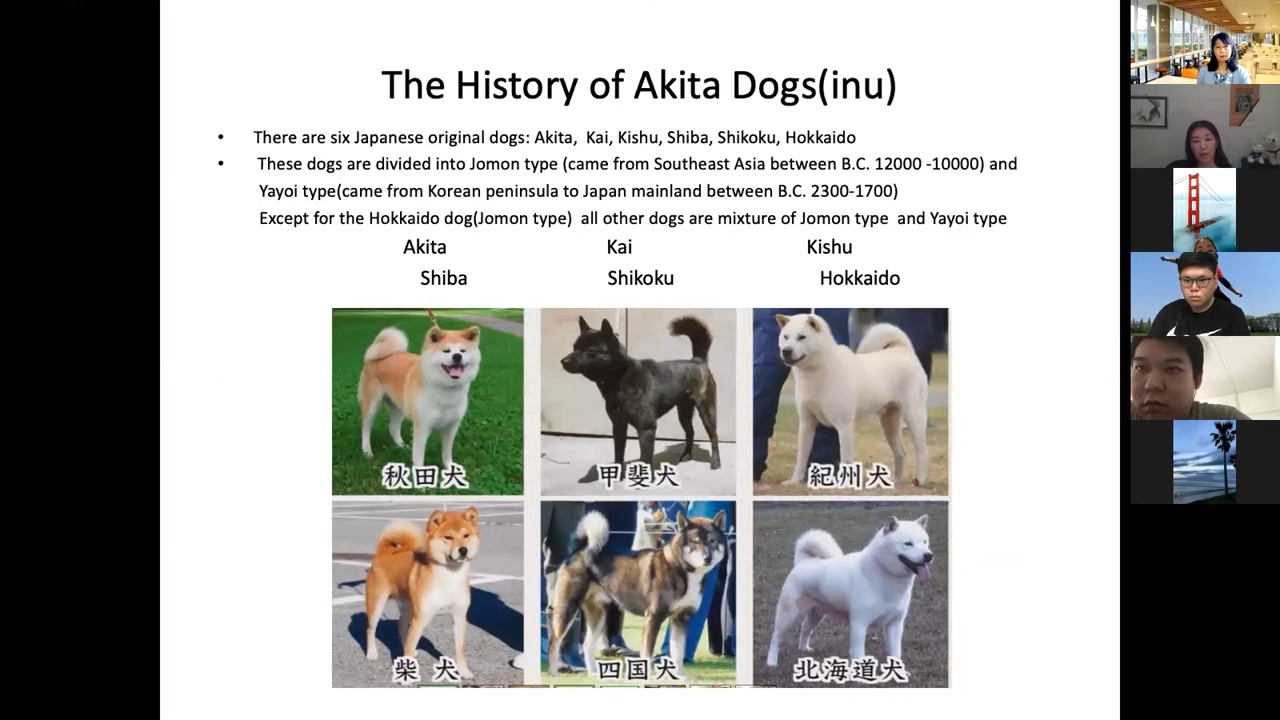 The History of Akita Dogs(inu)
• There are six Japanese original dogs: Akita, Kai, Kishu, Shiba, Shikoku, Hokkaido
• These dogs are divided into Jomon type (came from Southeast Asia between B.C. 12000 -10000) and
Yayoi type(came from Korean peninsula to Japan mainland between B.C. 2300-1700)
Except for the Hokkaido dog(Jomon type) all other dogs are mixture of Jomon type and Yayoi type
Akita Kai Kishu
Shiba Shikoku Hokkaido
秋田犬 甲斐犬 紀州犬
柴犬 四国犬 北海道犬